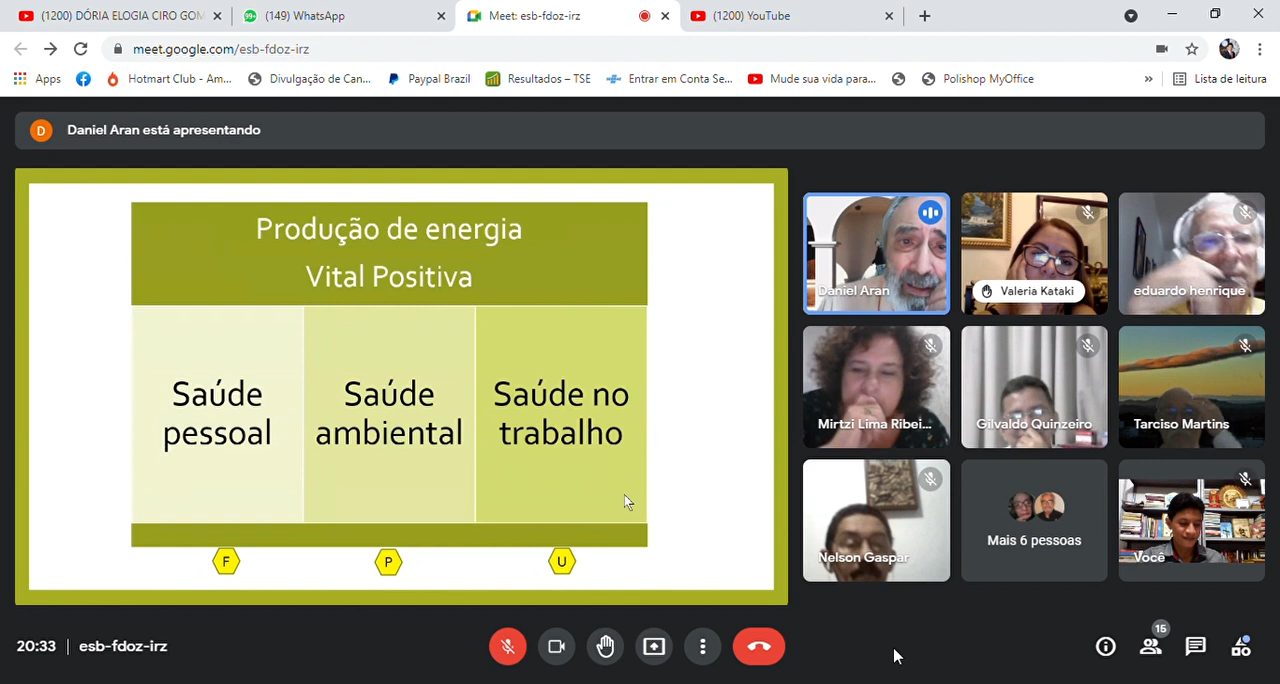 (1200) DÓRIA ELOGIA CIRO GOM
(149) WhatsApp
Meet: esb-fdoz-irz
(1200) YouTube
meet.google.com/esb-fdoz-irz
Apps
Hotmart Club - Am...
Divulgação de Can...
Paypal Brazil
Resultados – TSE
Entrar em Conta Se...
Mude sua vida para...
Polishop MyOffice
»
Lista de leitura
D
Daniel Aran está apresentando
Produção de energia
Vital Positiva
Saúde
pessoal
Saúde
ambiental
Saúde no
trabalho
F
P
U
Daniel Aran
Valeria Kataki
eduardo henrique
Mirtzi Lima Ribei...
Gilvaldo Quinzeiro
Tarciso Martins
Nelson Gaspar
Mais 6 pessoas
Você
20:33 | esb-fdoz-irz
15